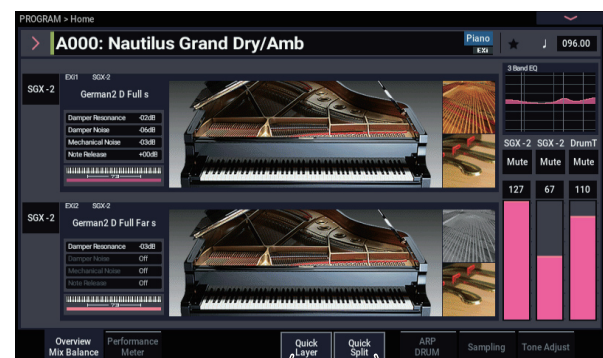 PROGRAM > Home
A000: Nautilus Grand Dry/Amb
Piano
EXi
096.00
EXi1 SGX-2
SGX-2
German2 D Full s
Damper Resonance -02dB
Damper Noise -06dB
Mechanical Noise -03dB
Note Release +00dB
73
3 Band EQ
SGX-2 SGX-2 DrumT
Mute Mute Mute
127 67 110
EXi2 SGX-2
SGX-2
German2 D Full Far s
Damper Resonance -03dB
Damper Noise Off
Mechanical Noise Off
Note Release Off
73
Overview
Mix Balance
Performance
Meter
Quick
Layer
Quick
Split
ARP
DRUM
Sampling
Tone Adjust